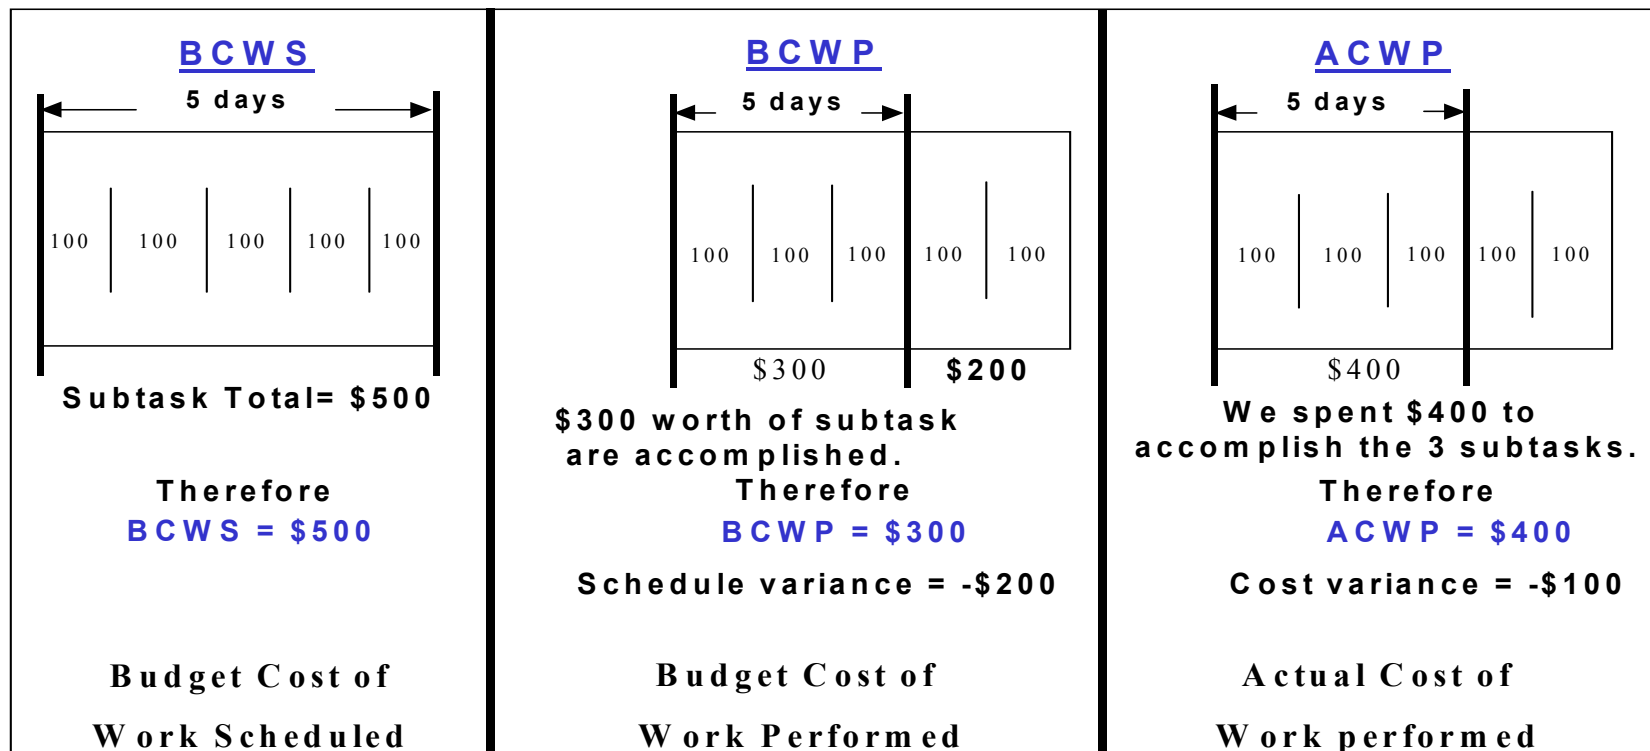 BCWS
5 days
100 100 100 100 100
Subtask Total= $500
Therefore
BCWS = $500
Budget Cost of
Work Scheduled
BCWP
5 days
100 100 100 100 100
$300 $200
$300 worth of subtask
are accomplished.
Therefore
BCWP = $300
Schedule variance = -$200
Budget Cost of
Work Performed
ACWP
5 days
100 100 100 100 100
$400
We spent $400 to
accomplish the 3 subtasks.
Therefore
ACWP = $400
Cost variance = -$100
Actual Cost of
Work performed